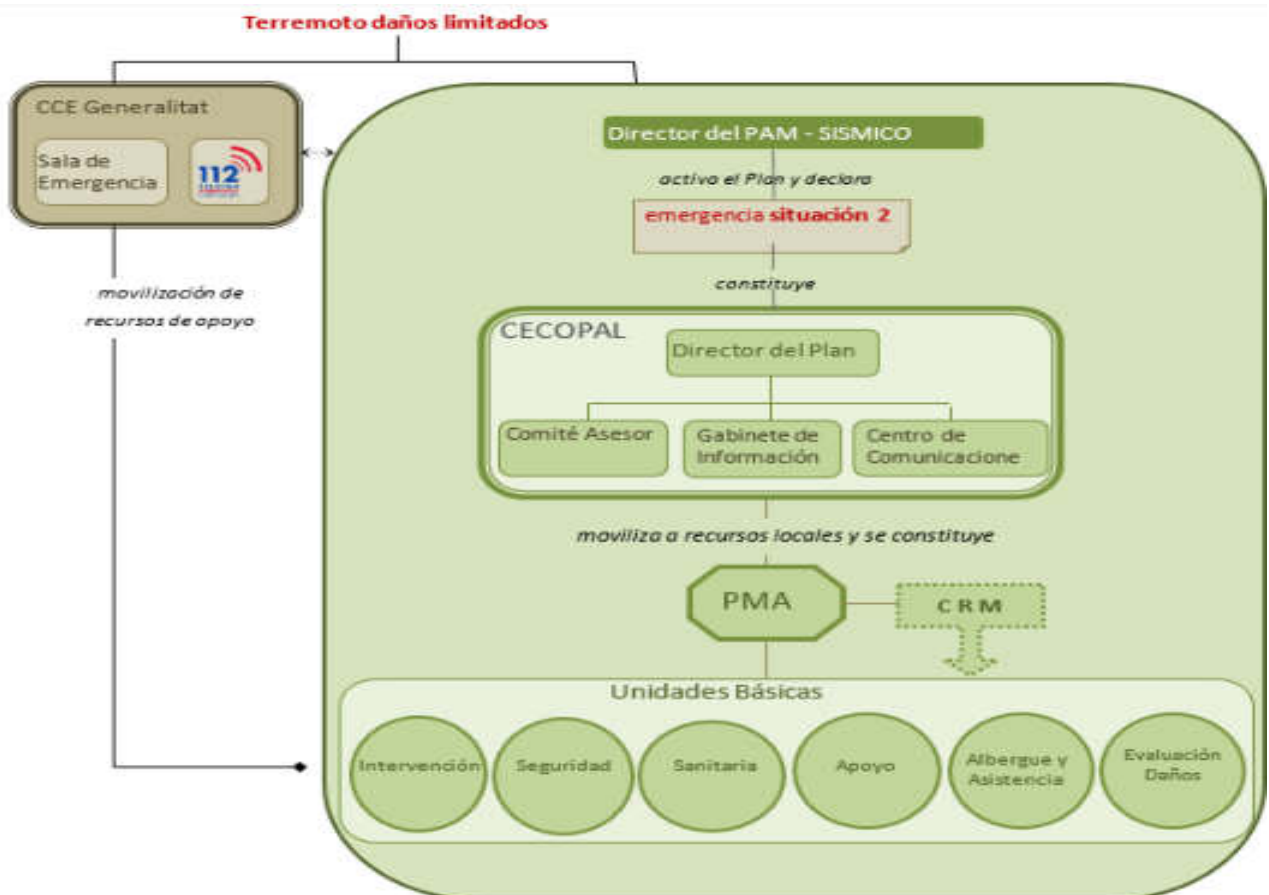 Terremoto daños limitados
CCE Generalitat
Sala de
Emergencia
112
movilización de
recursos de apoyo
Director del PAM - SISMICO
activa el Plan y declara
emergencia situación 2
constituye
CECOPAL
Director del Plan
Comité Asesor
Gabinete de
Información
Centro de
Comunicacione
moviliza a recursos locales y se constituye
PMA
CRM
Unidades Básicas
Intervención
Seguridad
Sanitaria
Apoyo
Albergue y
Asistencia
Evaluación
Daños